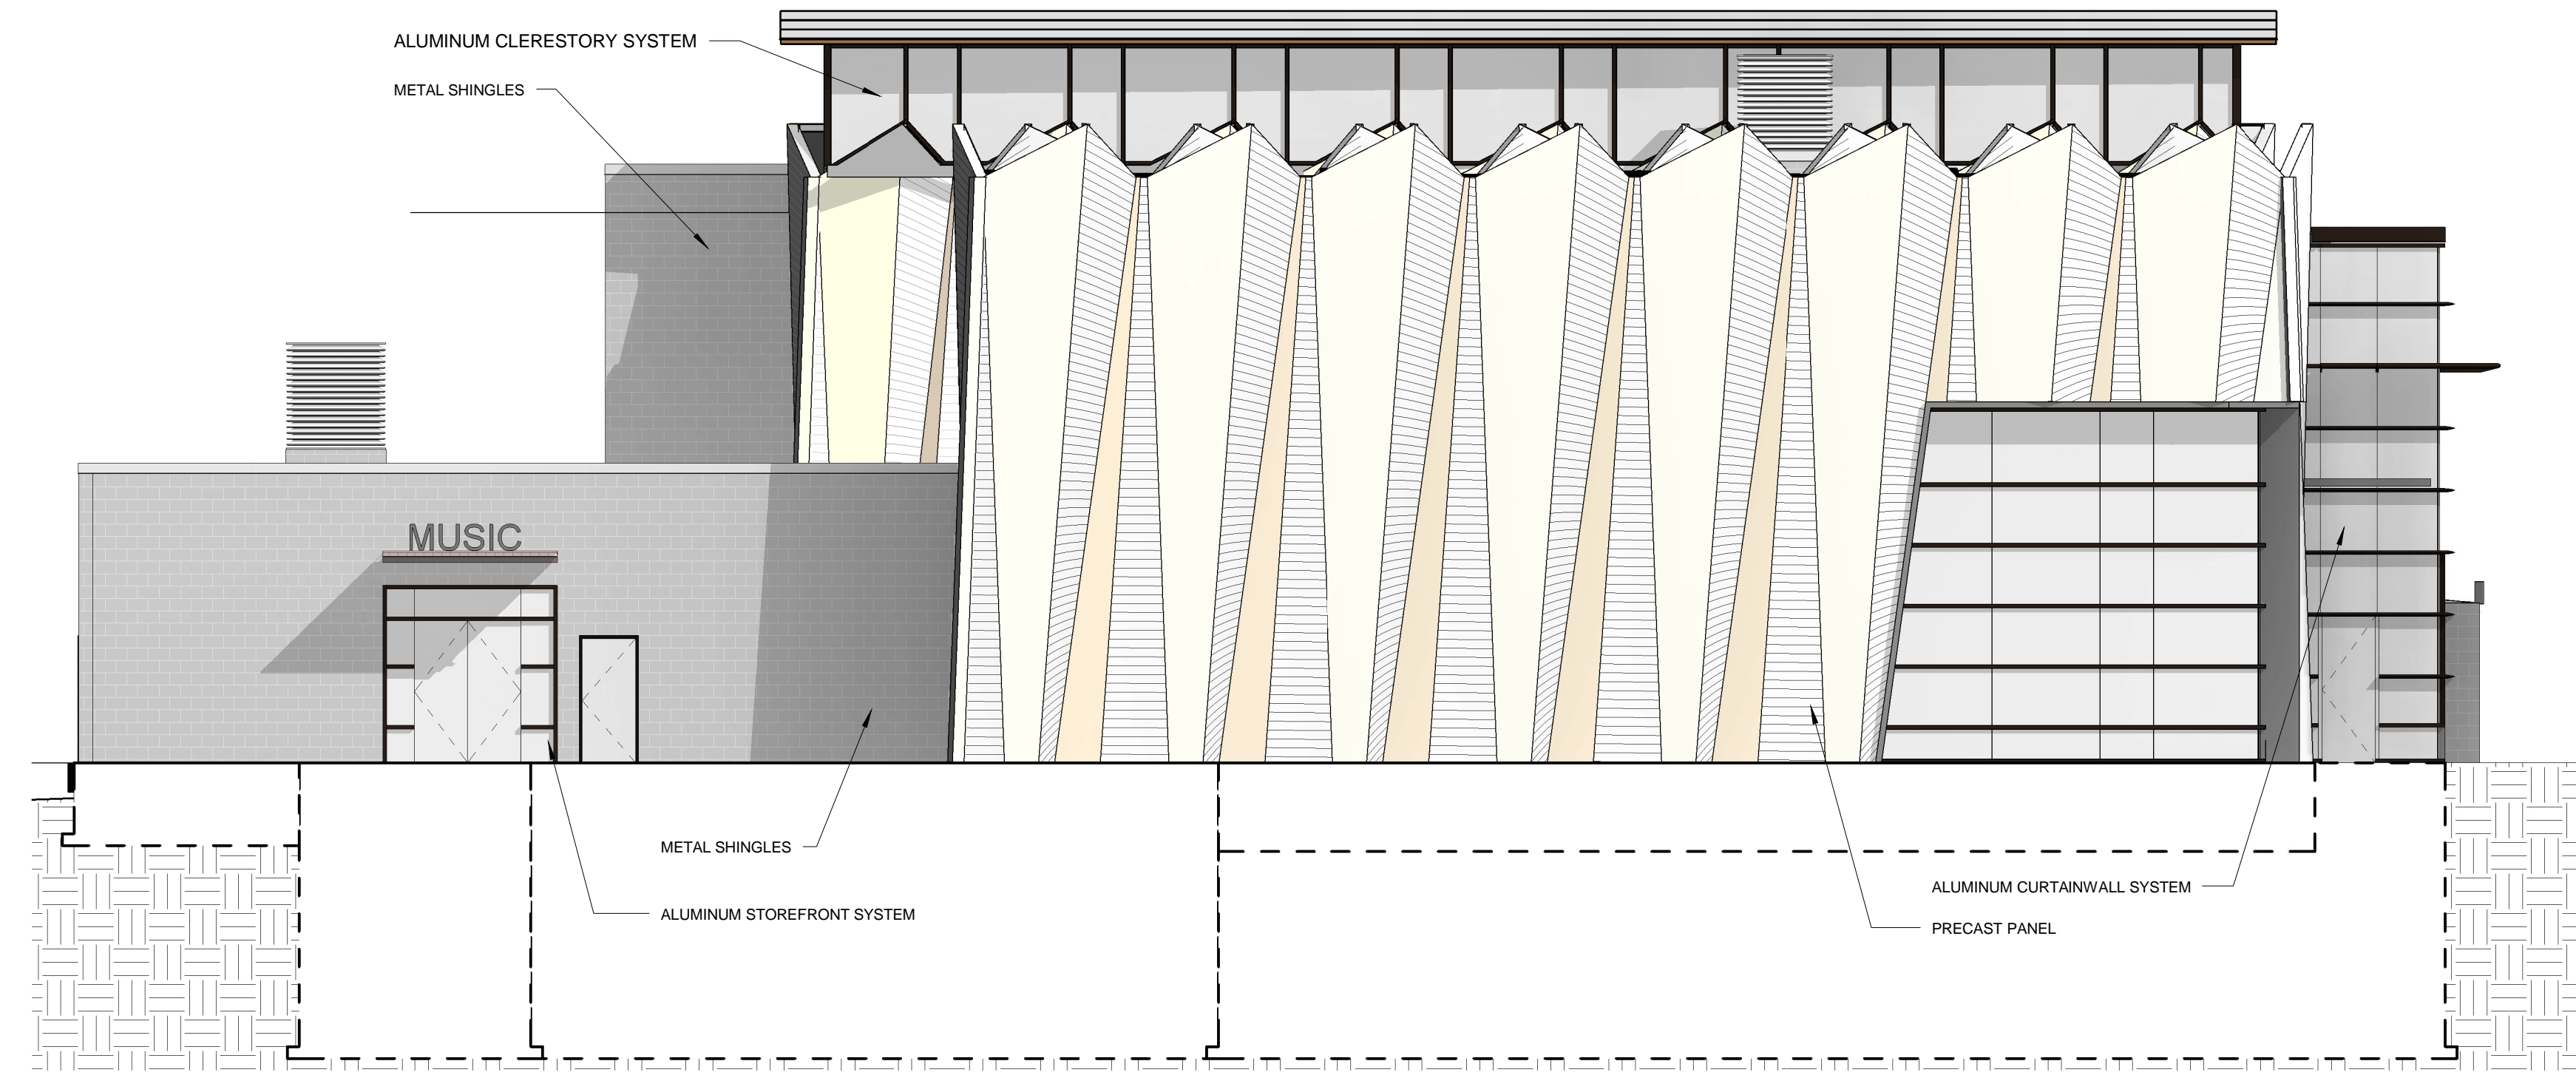 ALUMINUM CLERESTORY SYSTEM
METAL SHINGLES
MUSIC
METAL SHINGLES
ALUMINUM STOREFRONT SYSTEM
ALUMINUM CURTAINWALL SYSTEM
PRECAST PANEL